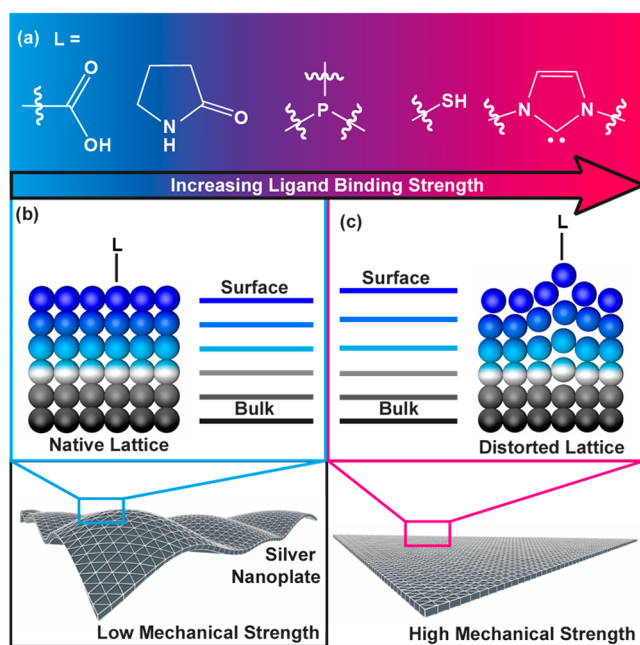 (a) L =
O
OH
N
H
O
P
SH
N
N
Increasing Ligand Binding Strength
(b)
L
Surface
Bulk
Native Lattice
(c)
L
Surface
Bulk
Distorted Lattice
Silver
Nanoplate
Low Mechanical Strength
High Mechanical Strength